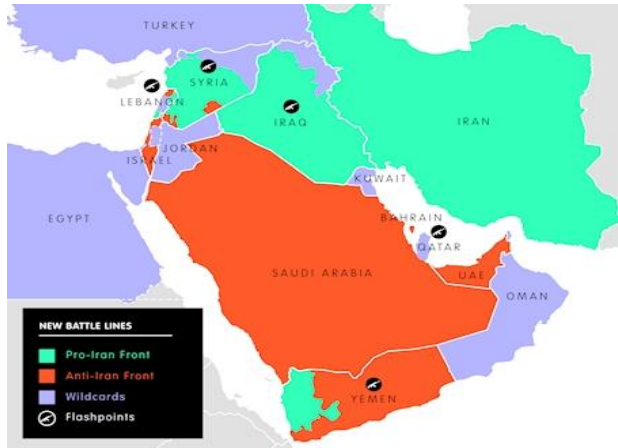 TURKEY
SYRIA
LEBANON
IRAQ
IRAN
JORDAN
ISRAEL
KUWAIT
EGYPT
BAHRAIN
QATAR
SAUDI ARABIA
UAE
OMAN
NEW BATTLE LINES
Pro-Iran Front
Anti-Iran Front
Wildcards
Flashpoints
YEMEN